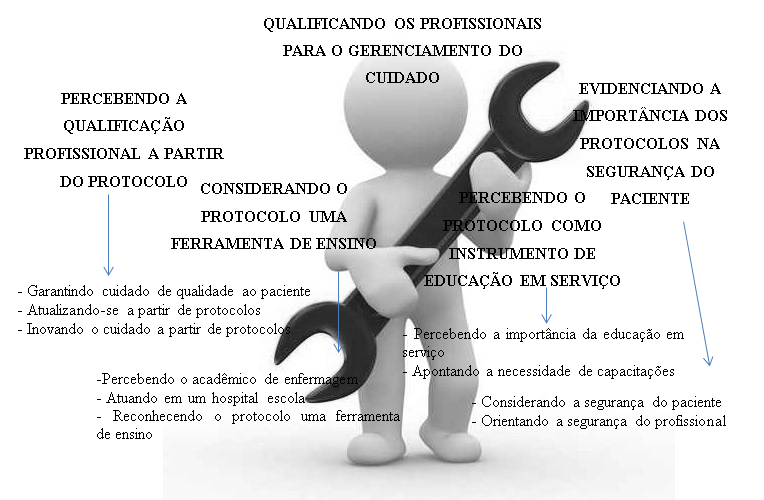 QUALIFICANDO OS PROFISSIONAIS
PARA O GERENCIAMENTO DO
CUIDADO
PERCEBENDO A
QUALIFICAÇÃO
PROFISSIONAL A PARTIR
DO PROTOCOLO
- Garantindo cuidado de qualidade ao paciente
- Atualizando-se a partir de protocolos
- Inovando o cuidado a partir de protocolos
CONSIDERANDO O
PROTOCOLO UMA
FERRAMENTA DE ENSINO
-Percebendo o acadêmico de enfermagem
- Atuando em um hospital escola
- Reconhecendo o protocolo uma ferramenta
de ensino
PERCEBENDO O
PROTOCOLO COMO
INSTRUMENTO DE
EDUCAÇÃO EM SERVIÇO
- Percebendo a importância da educação em
serviço
- Apontando a necessidade de capacitações
EVIDENCIANDO A
IMPORTÂNCIA DOS
PROTOCOLOS NA
SEGURANÇA DO
PACIENTE
- Considerando a segurança do paciente
- Orientando a segurança do profissional